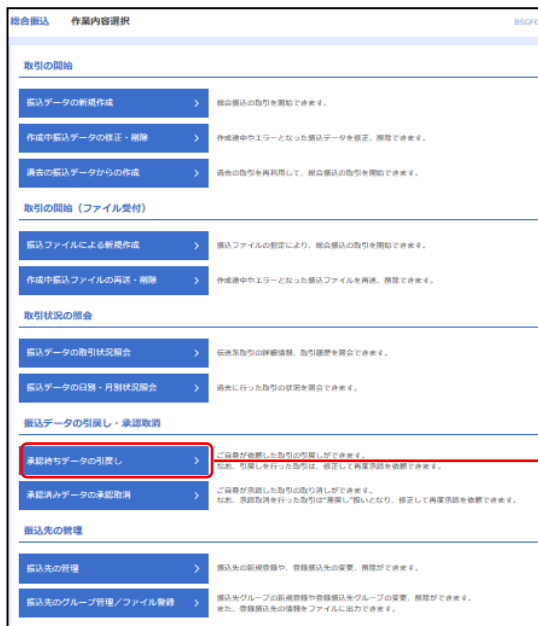 総合振込 作業内容選択 BSGF0
取引の開始
振込データの新規作成 総合振込の取引を開始できます。
作成中振込データの修正・削除 作成途中やエラーとなった振込データを修正、削除できます。
過去の振込データからの作成 過去の取引を再利用して、総合振込の取引を開始できます。
取引の開始（ファイル受付）
振込ファイルによる新規作成 振込ファイルの指定により、総合振込の取引を開始できます。
作成中振込ファイルの再送・削除 作成途中やエラーとなった振込ファイルを再送、削除できます。
取引状況の照会
振込データの取引状況照会 伝送系取引の詳細情報、取引履歴を照会できます。
振込データの日別・月別状況照会 過去に行った取引の状況を照会できます。
振込データの引戻し・承認取消
承認待ちデータの引戻し ご自身が依頼した取引の引戻しができます。
なお、引戻しを行った取引は、修正して再度承認を依頼できます。
承認済みデータの承認取消 ご自身が承認した取引の取り消しができます。
なお、承認取消を行った取引は"差戻し"扱いとなり、修正して再度承認を依頼できます。
振込先の管理
振込先の管理 振込先の新規登録や、登録振込先の変更、削除ができます。
振込先のグループ管理/ファイル登録 振込先グループの新規登録や登録振込先グループの変更、削除ができます。
また、登録振込先の情報をファイルに出力できます。